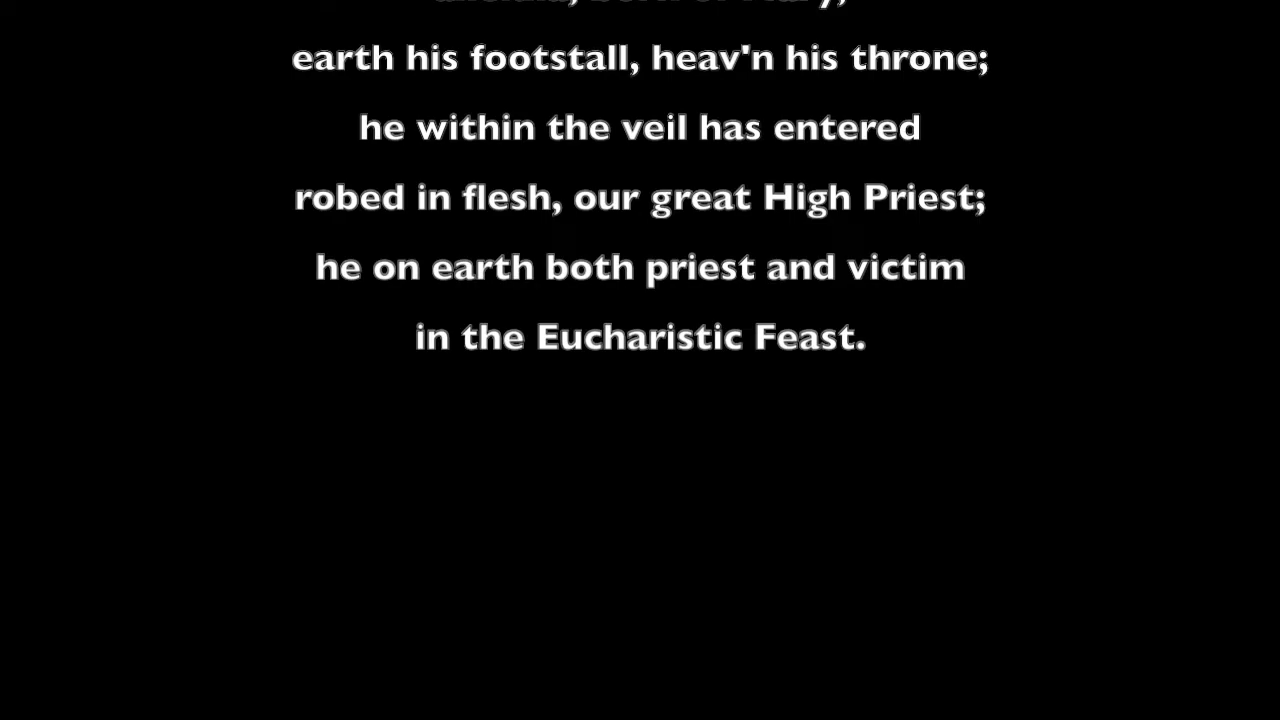 earth his footstall, heav'n his throne;
he within the veil has entered
robed in flesh, our great High Priest;
he on earth both priest and victim
in the Eucharistic Feast.